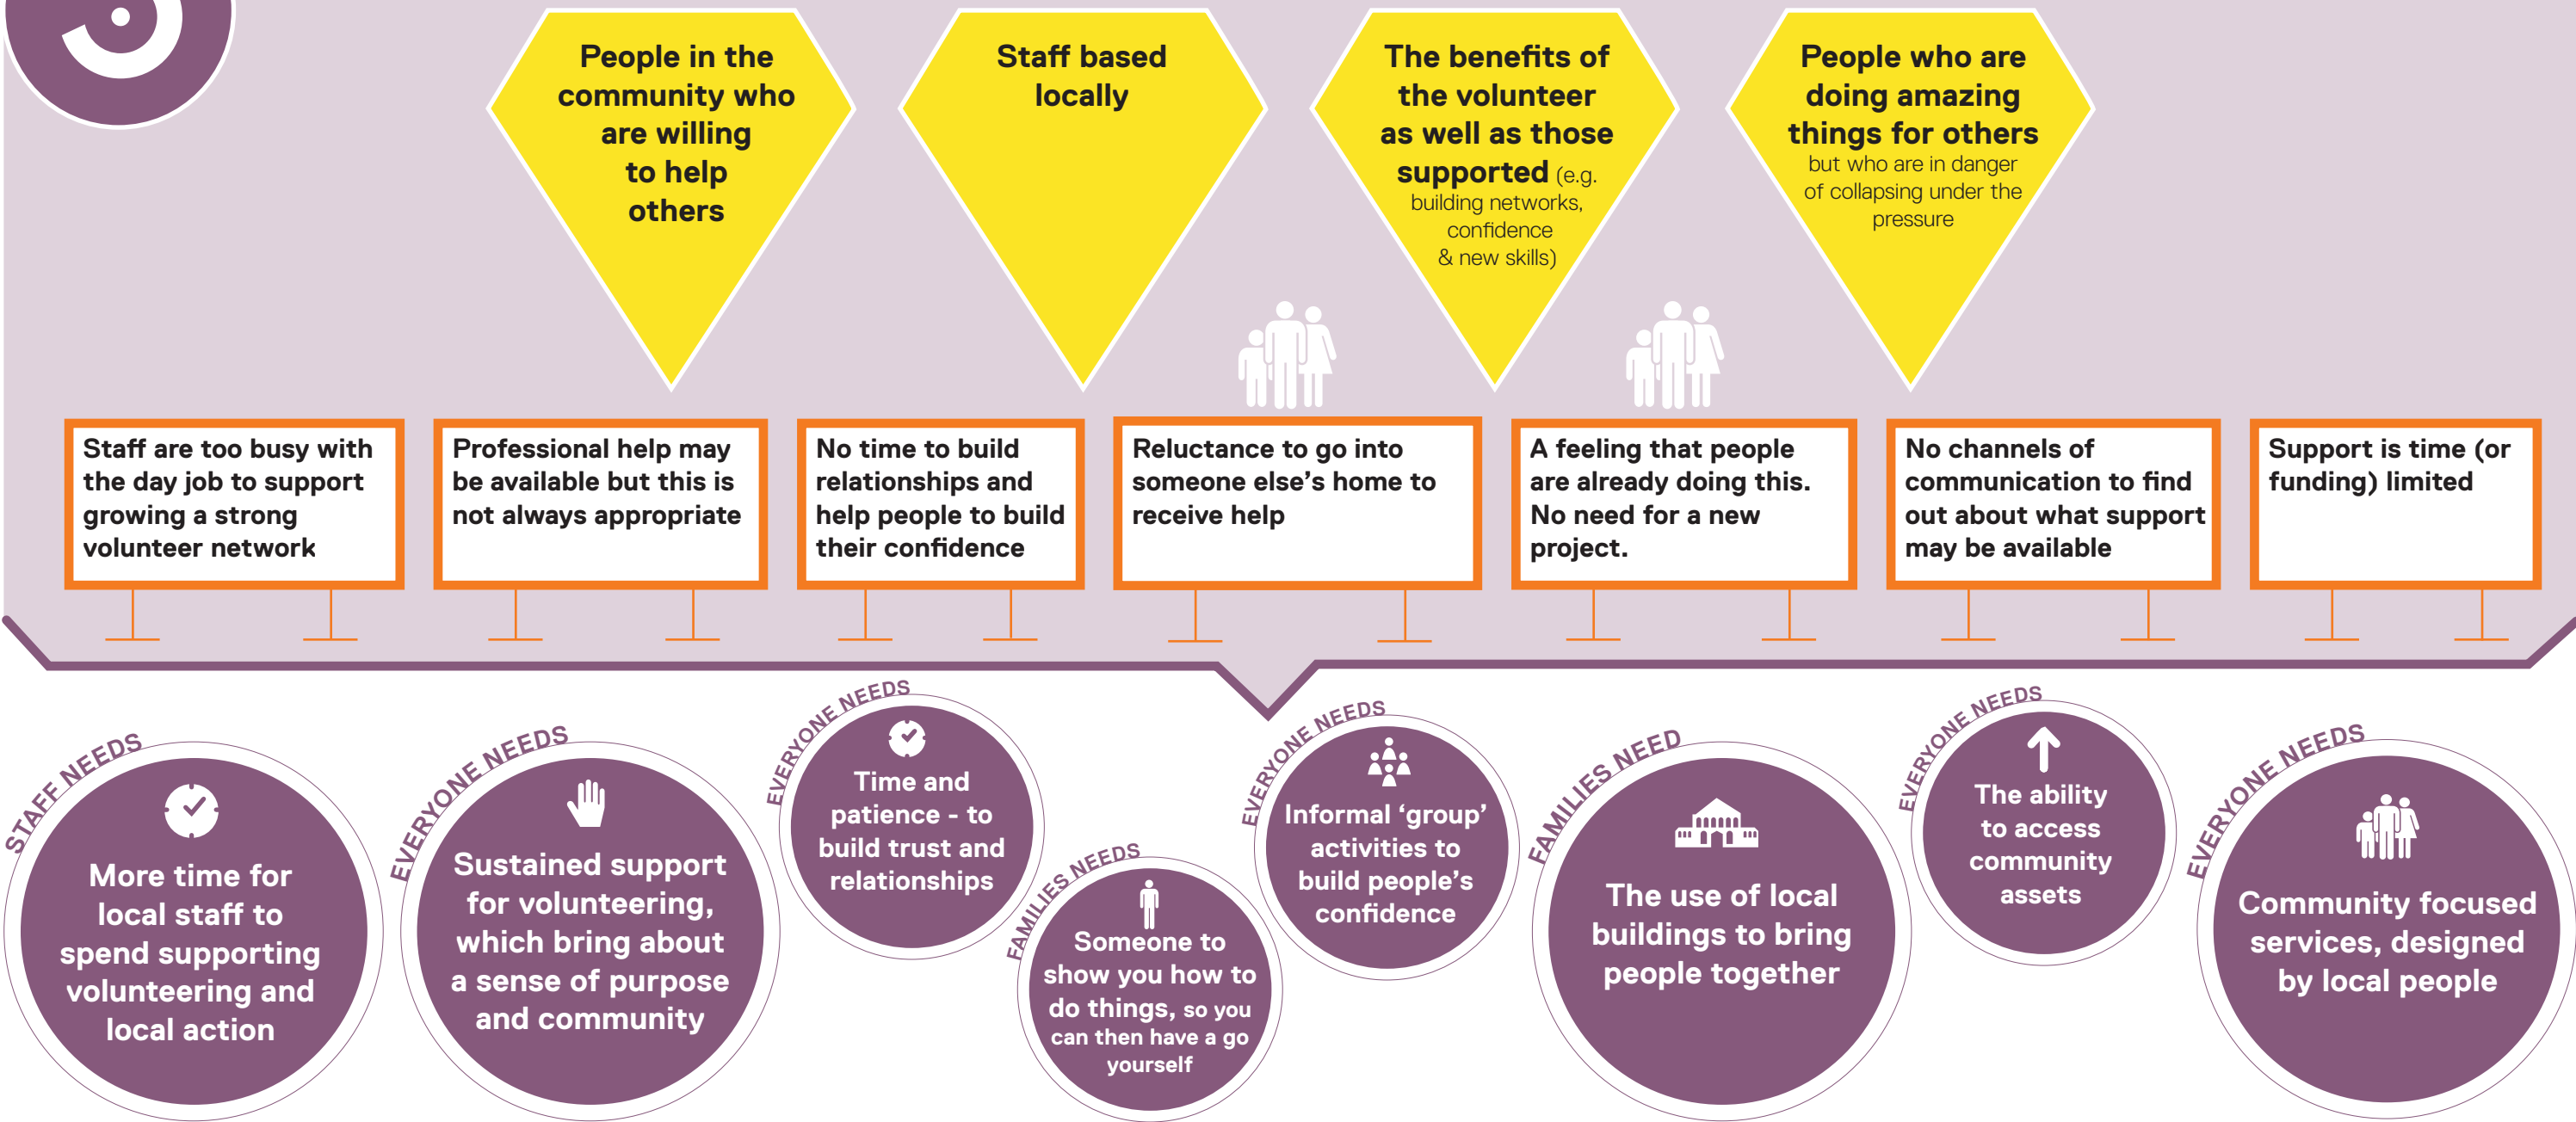 People in the
community who
are willing
to help
others
Staff based
locally
The benefits of
the volunteer
as well as those
supported (e.g.
building networks,
confidence
& new skills)
People who are
doing amazing
things for others
but who are in danger
of collapsing under the
pressure
Staff are too busy with
the day job to support
growing a strong
volunteer network
Professional help may
be available but this is
not always appropriate
No time to build
relationships and
help people to build
their confidence
Reluctance to go into
someone else's home to
receive help
A feeling that people
are already doing this.
No need for a new
project.
No channels of
communication to find
out about what support
may be available
Support is time (or
funding) limited
STAFF NEEDS
More time for
local staff to
spend supporting
volunteering and
local action
EVERYONE NEEDS
Sustained support
for volunteering,
which bring about
a sense of purpose
and community
EVERYONE NEEDS
Time and
patience - to
build trust and
relationships
FAMILIES NEEDS
Someone to
show you how to
do things, so you
can then have a go
yourself
EVERYONE NEEDS
Informal ‘group’
activities to
build people's
confidence
FAMILIES NEED
The use of local
buildings to bring
people together
EVERYONE NEEDS
The ability
to access
community
assets
EVERYONE NEEDS
Community focused
services, designed
by local people